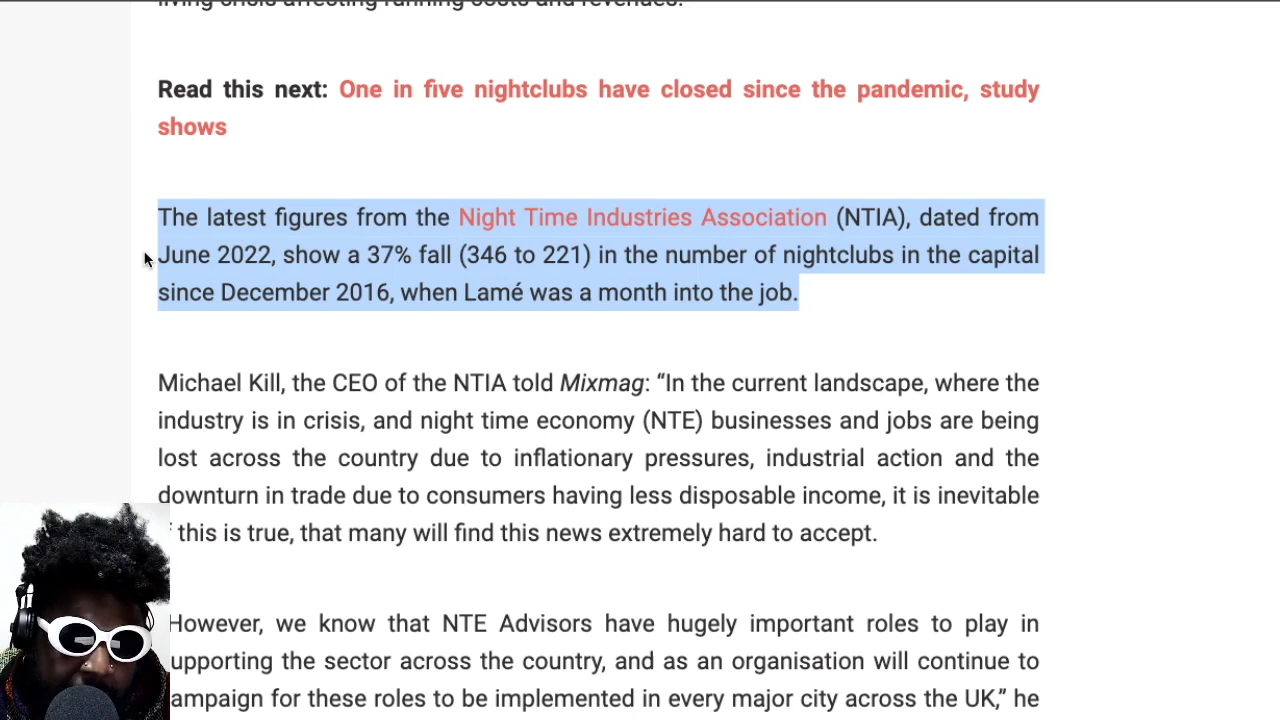 living crisis affecting running costs and revenues.
Read this next: One in five nightclubs have closed since the pandemic, study
shows
The latest figures from the Night Time Industries Association (NTIA), dated from
June 2022, show a 37% fall (346 to 221) in the number of nightclubs in the capital
since December 2016, when Lamé was a month into the job.
Michael Kill, the CEO of the NTIA told Mixmag: “In the current landscape, where the
industry is in crisis, and night time economy (NTE) businesses and jobs are being
lost across the country due to inflationary pressures, industrial action and the
downturn in trade due to consumers having less disposable income, it is inevitable
this is true, that many will find this news extremely hard to accept.
However, we know that NTE Advisors have hugely important roles to play in
upporting the sector across the country, and as an organisation will continue to
ampaign for these roles to be implemented in every major city across the UK,” he